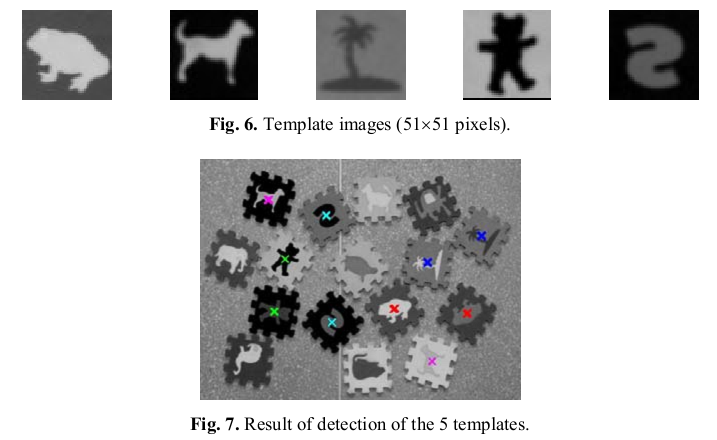 Fig. 6. Template images (51×51 pixels).
Fig. 7. Result of detection of the 5 templates.